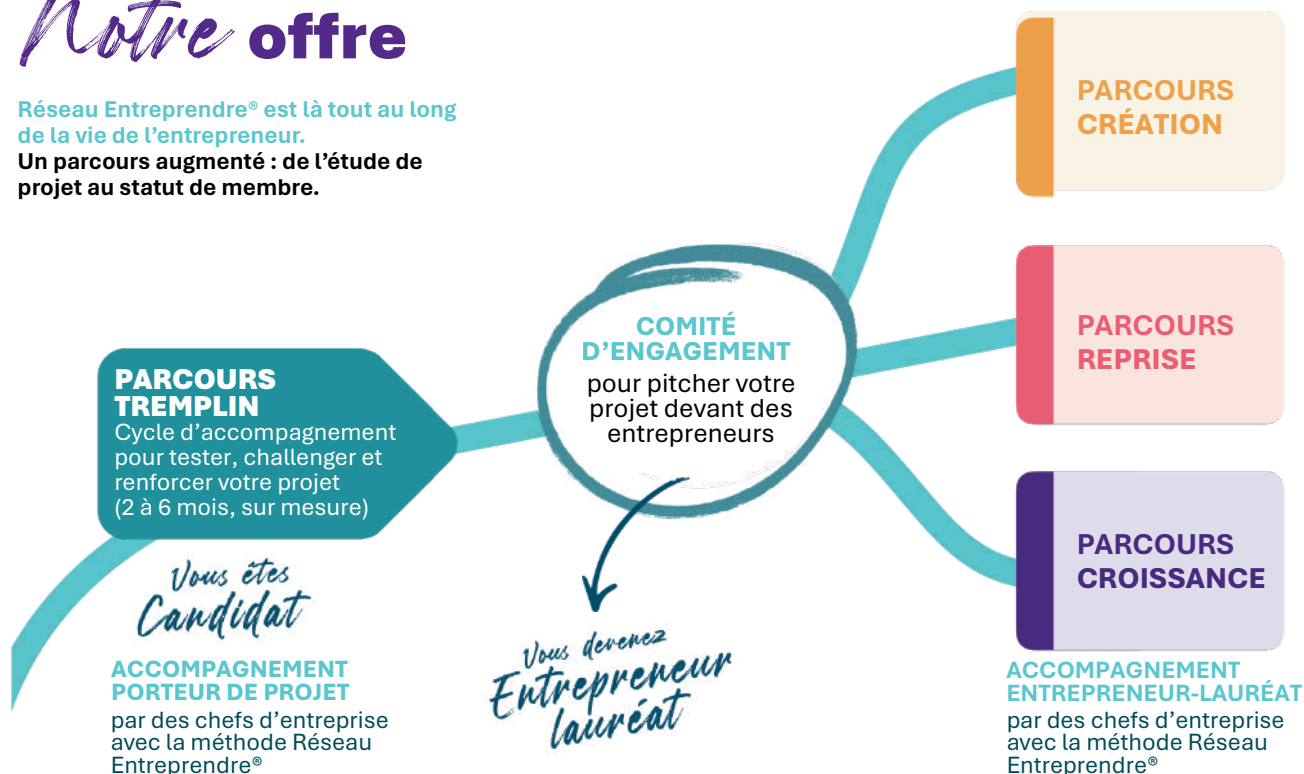 Notre offre
Réseau Entreprendre® est là tout au long
de la vie de l’entrepreneur.
Un parcours augmenté : de l’étude de
projet au statut de membre.
PARCOURS
TREMPLIN
Cycle d’accompagnement
pour tester, challenger et
renforcer votre projet
(2 à 6 mois, sur mesure)
Vous êtes
Candidat
ACCOMPAGNEMENT
PORTEUR DE PROJET
par des chefs d’entreprise
avec la méthode Réseau
Entreprendre®
COMITÉ
D’ENGAGEMENT
pour pitcher votre
projet devant des
entrepreneurs
Vous devenez
Entrepreneur
lauréat
PARCOURS
CRÉATION
PARCOURS
REPRISE
PARCOURS
CROISSANCE
ACCOMPAGNEMENT
ENTREPRENEUR-LAURÉAT
par des chefs d’entreprise
avec la méthode Réseau
Entreprendre®